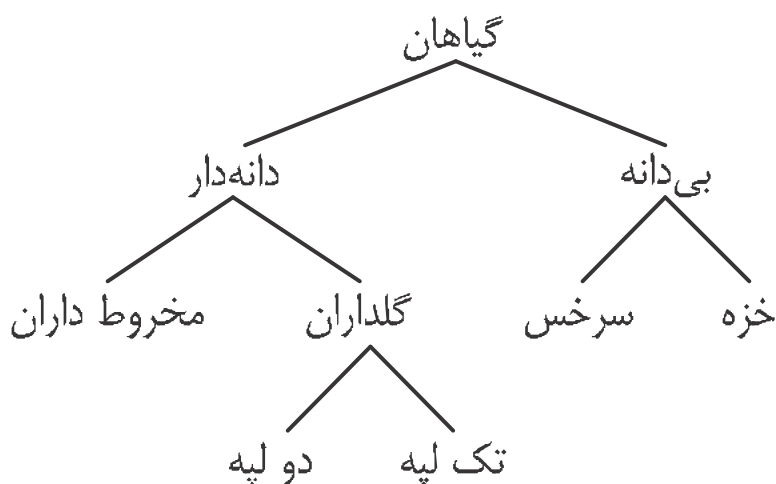 گیاهان
بی‌دانه
دانه‌دار
خزه
سرخس
گلداران
مخروط داران
تک لپه
دو لپه